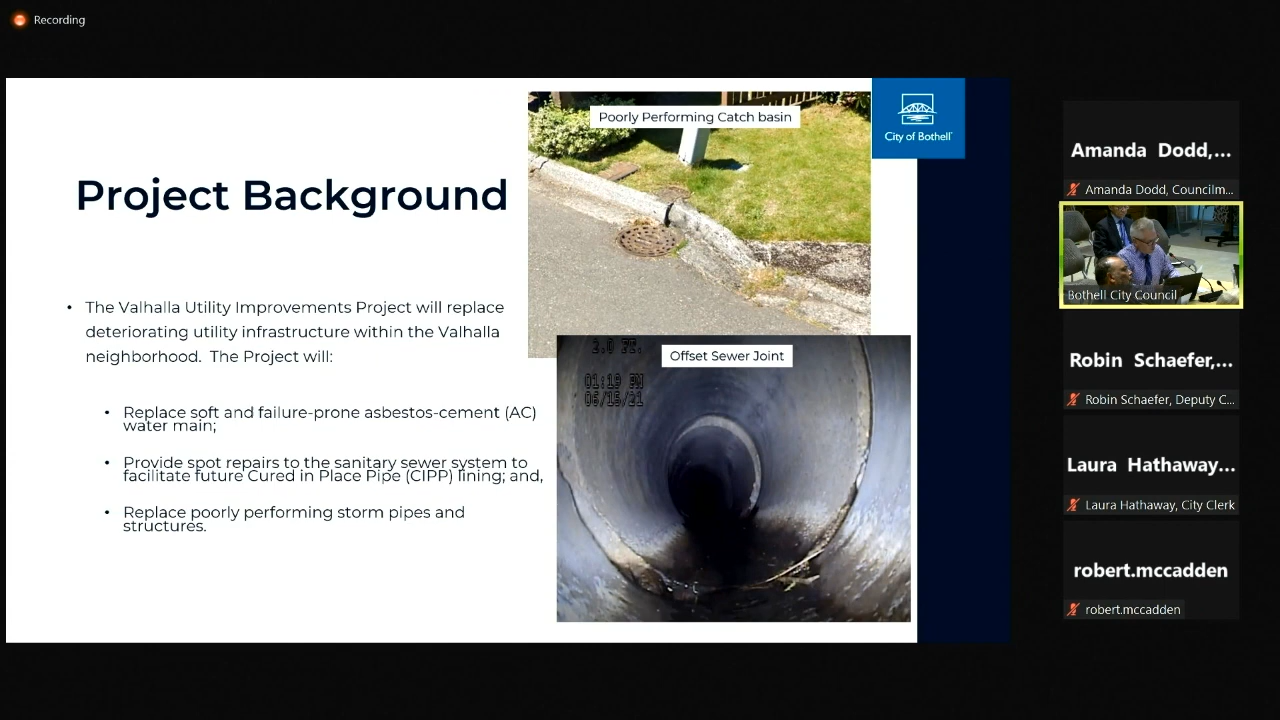 Recording
Project Background
• The Valhalla Utility Improvements Project will replace
deteriorating utility infrastructure within the Valhalla
neighborhood. The Project will:
• Replace soft and failure-prone asbestos-cement (AC)
water main;
• Provide spot repairs to the sanitary sewer system to
facilitate future Cured in Place Pipe (CIPP) lining; and,
• Replace poorly performing storm pipes and
structures.
Poorly Performing Catch basin
City of Bothell
Offset Sewer Joint
2.0 FT.
01:19 PM
06/15/21
Amanda Dodd,...
Amanda Dodd, Councilm...
Bothell City Council
Robin Schaefer,...
Robin Schaefer, Deputy C...
Laura Hathaway...
Laura Hathaway, City Clerk
robert.mccadden
robert.mccadden